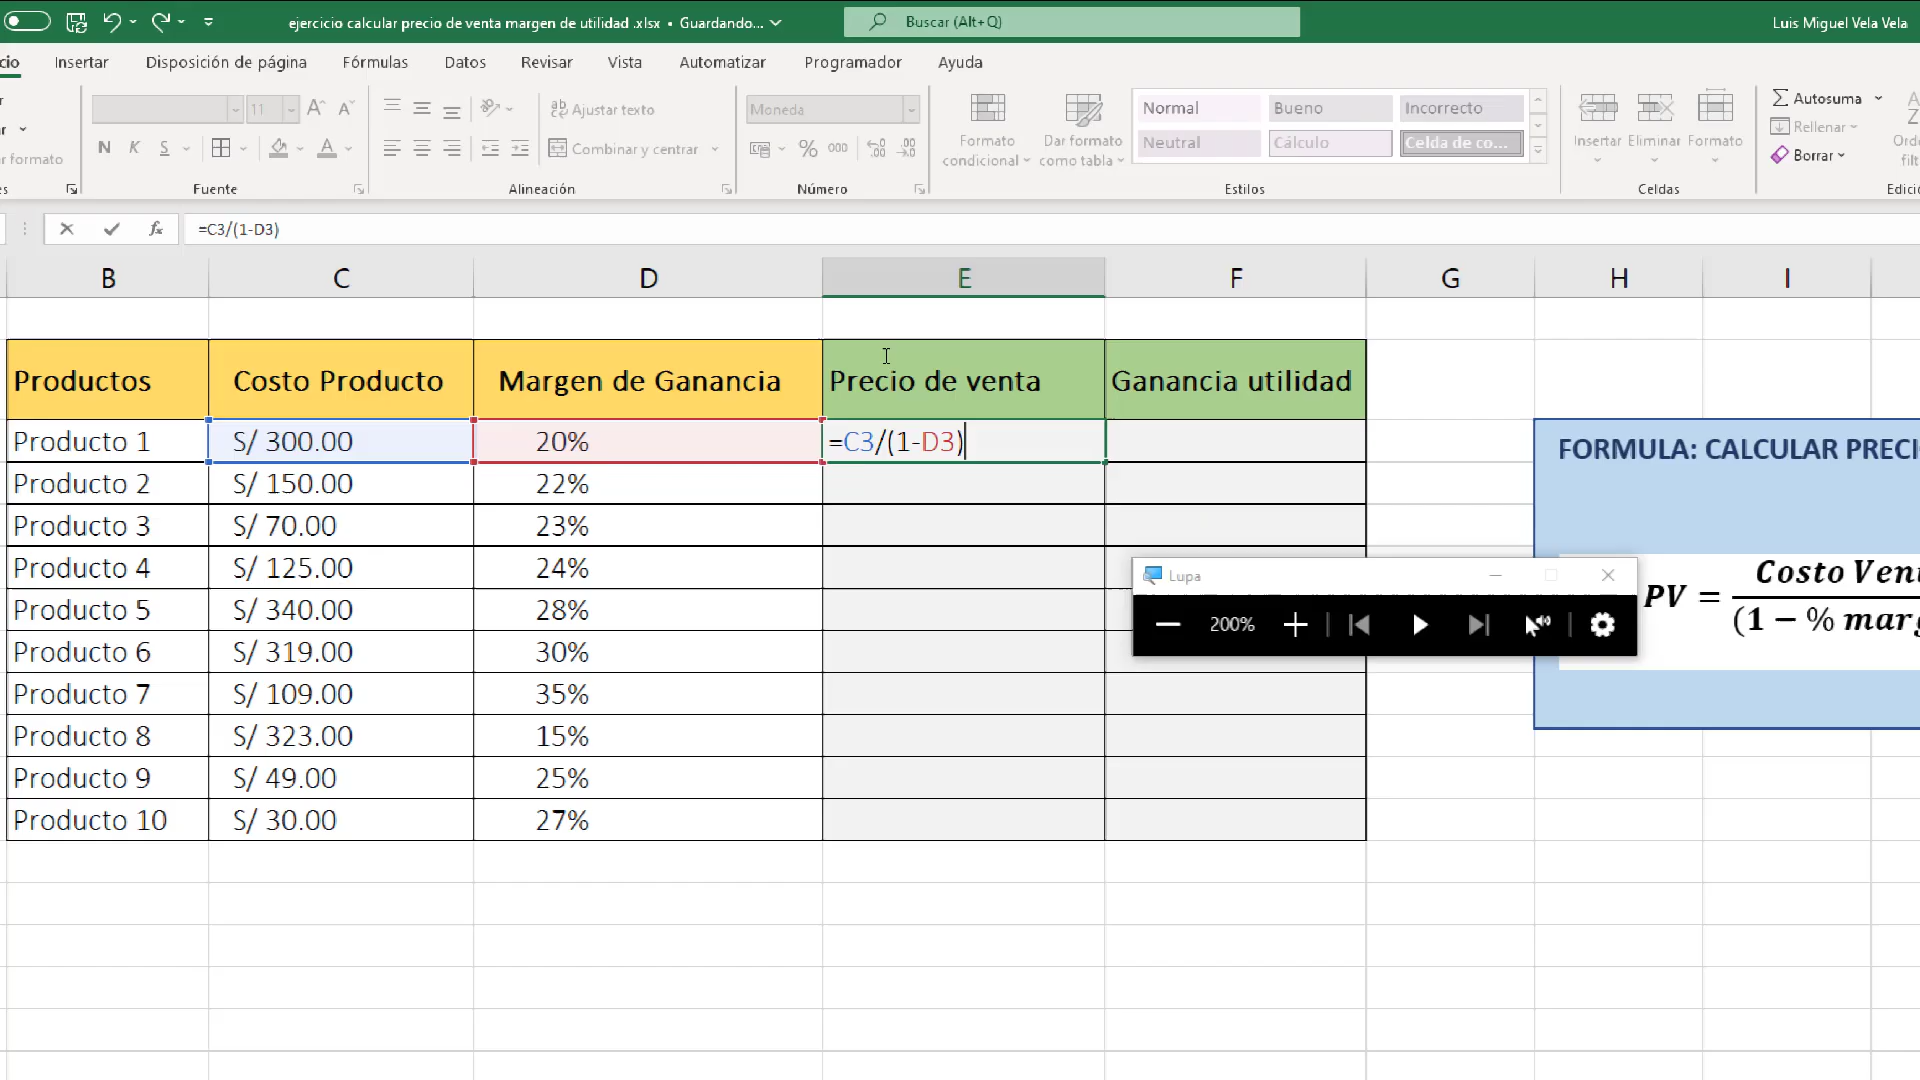 ejercicio calcular precio de venta margen de utilidad .xlsx • Guardando...
Buscar (Alt+Q)
Luis Miguel Vela Vela
cio
Insertar
Disposición de página
Fórmulas
Datos
Revisar
Vista
Automatizar
Programador
Ayuda
11
Ajustar texto
Moneda
Formato condicional
Dar formato como tabla
Normal
Bueno
Incorrecto
Neutral
Cálculo
Celda de co...
Insertar
Eliminar
Formato
Autosuma
Rellenar
Borrar
r formato
N K S
Combinar y centrar
% 000
Fuente
Alineación
Número
Estilos
Celdas
Edici
=C3/(1-D3)
B C D E F G H I
Productos Costo Producto Margen de Ganancia Precio de venta Ganancia utilidad
Producto 1 S/ 300.00 20% =C3/(1-D3)
Producto 2 S/ 150.00 22%
Producto 3 S/ 70.00 23%
Producto 4 S/ 125.00 24%
Producto 5 S/ 340.00 28%
Producto 6 S/ 319.00 30%
Producto 7 S/ 109.00 35%
Producto 8 S/ 323.00 15%
Producto 9 S/ 49.00 25%
Producto 10 S/ 30.00 27%
FORMULA: CALCULAR PRECI
Costo Ven
PV =
(1 − % mar
Lupa
200%